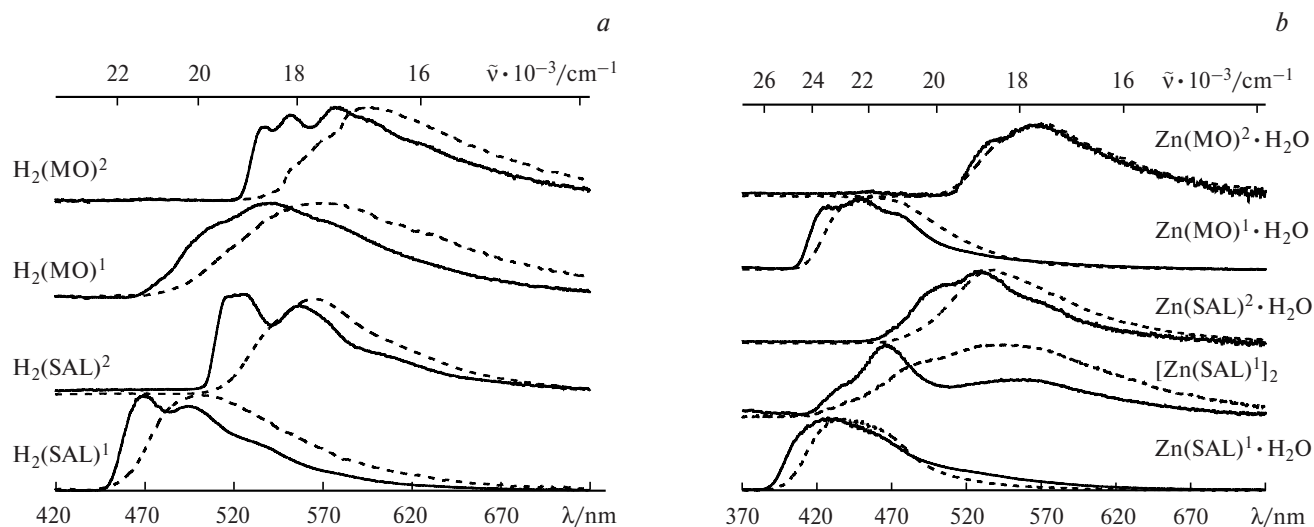 a
22 20 18 16 ν̃·10⁻³/cm⁻¹
H₂(MO)²
H₂(MO)¹
H₂(SAL)²
H₂(SAL)¹
420 470 520 570 620 670 λ/nm
b
26 24 22 20 18 16 ν̃·10⁻³/cm⁻¹
Zn(MO)²·H₂O
Zn(MO)¹·H₂O
Zn(SAL)²·H₂O
[Zn(SAL)¹]₂
Zn(SAL)¹·H₂O
370 420 470 520 570 620 670 λ/nm